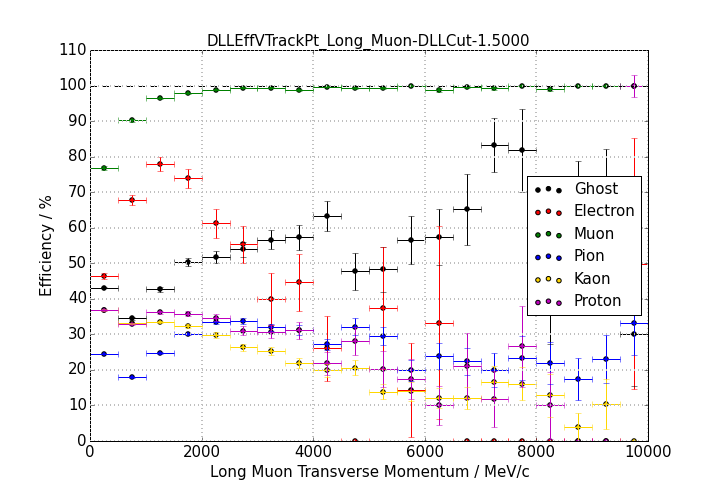 DLLEffVTrackPt_Long_Muon-DLLCut-1.5000
110
100
90
80
70
60
50
40
30
20
10
0
Efficiency / %
Ghost
Electron
Muon
Pion
Kaon
Proton
0 2000 4000 6000 8000 10000
Long Muon Transverse Momentum / MeV/c